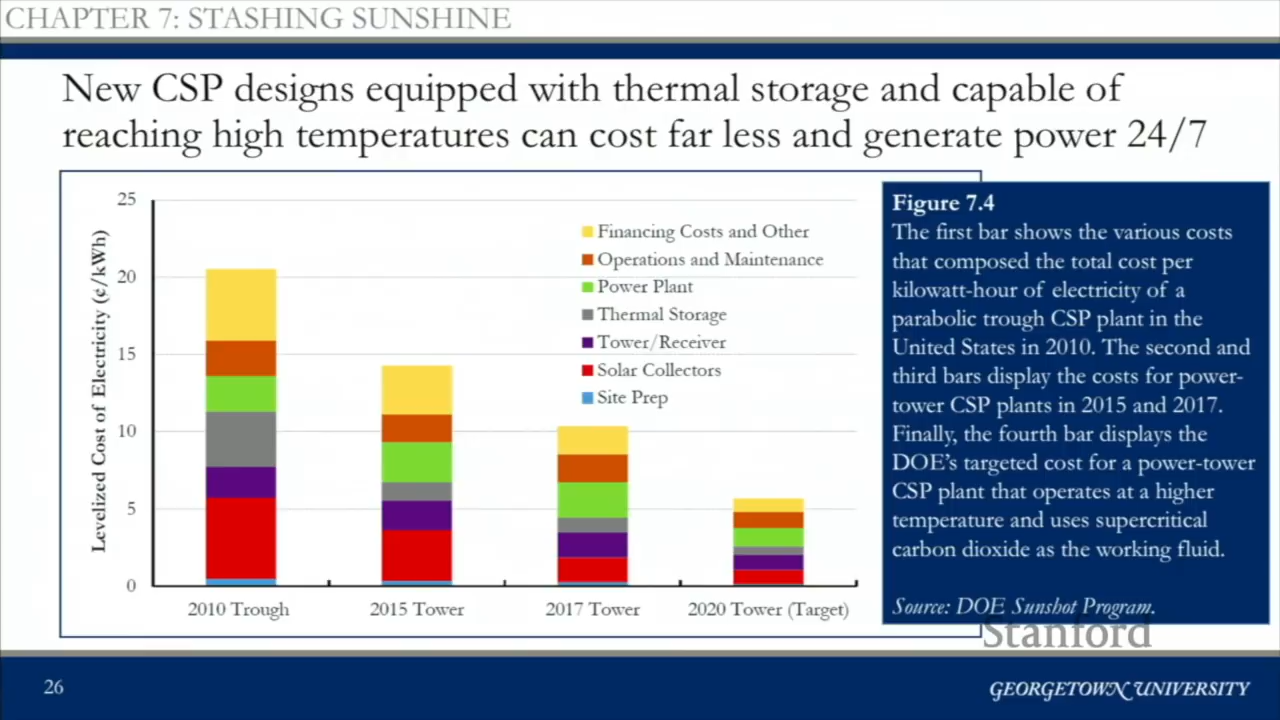 CHAPTER 7: STASHING SUNSHINE
New CSP designs equipped with thermal storage and capable of
reaching high temperatures can cost far less and generate power 24/7
Levelized Cost of Electricity (¢/kWh)
25
20
15
10
5
0
Financing Costs and Other
Operations and Maintenance
Power Plant
Thermal Storage
Tower/Receiver
Solar Collectors
Site Prep
2010 Trough
2015 Tower
2017 Tower
2020 Tower (Target)
Figure 7.4
The first bar shows the various costs
that composed the total cost per
kilowatt-hour of electricity of a
parabolic trough CSP plant in the
United States in 2010. The second and
third bars display the costs for power-
tower CSP plants in 2015 and 2017.
Finally, the fourth bar displays the
DOE's targeted cost for a power-tower
CSP plant that operates at a higher
temperature and uses supercritical
carbon dioxide as the working fluid.
Source: DOE Sunshot Program.
Stanford
26
GEORGETOWN UNIVERSITY